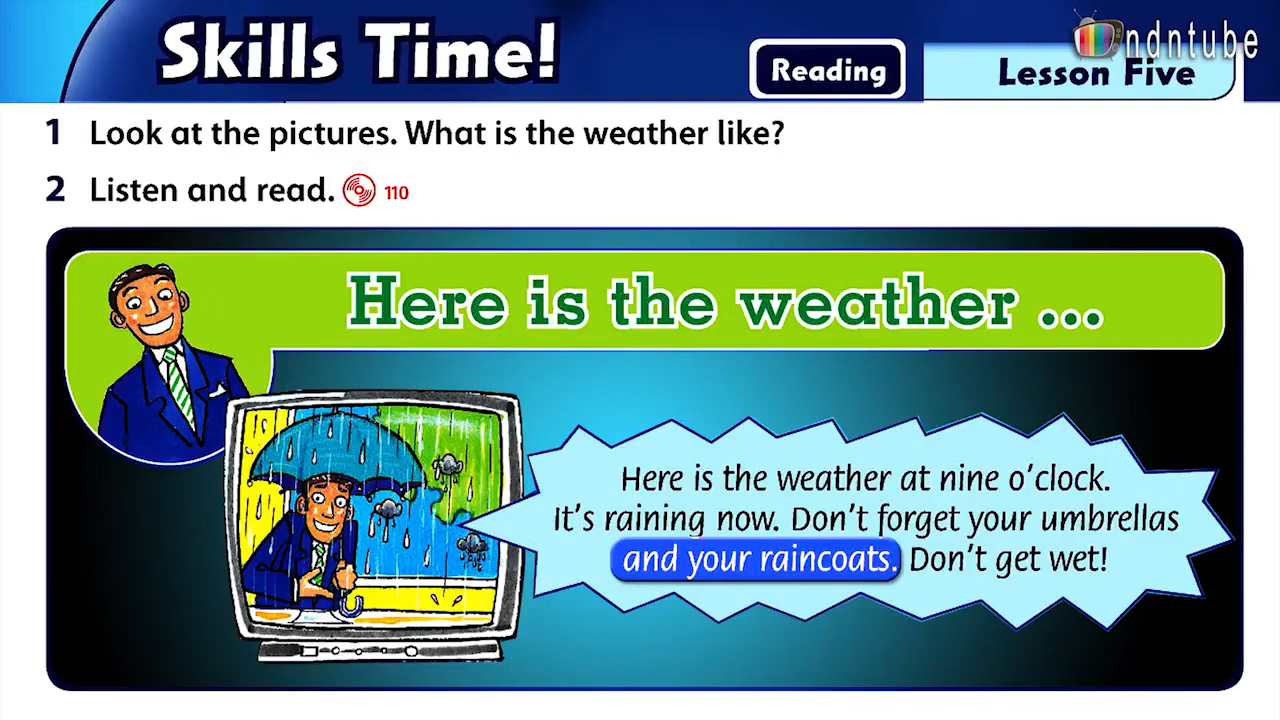 Skills Time!
Reading
Lesson Five
ndntube
1 Look at the pictures. What is the weather like?
2 Listen and read. 110
Here is the weather ...
Here is the weather at nine o'clock.
It's raining now. Don't forget your umbrellas
and your raincoats. Don't get wet!